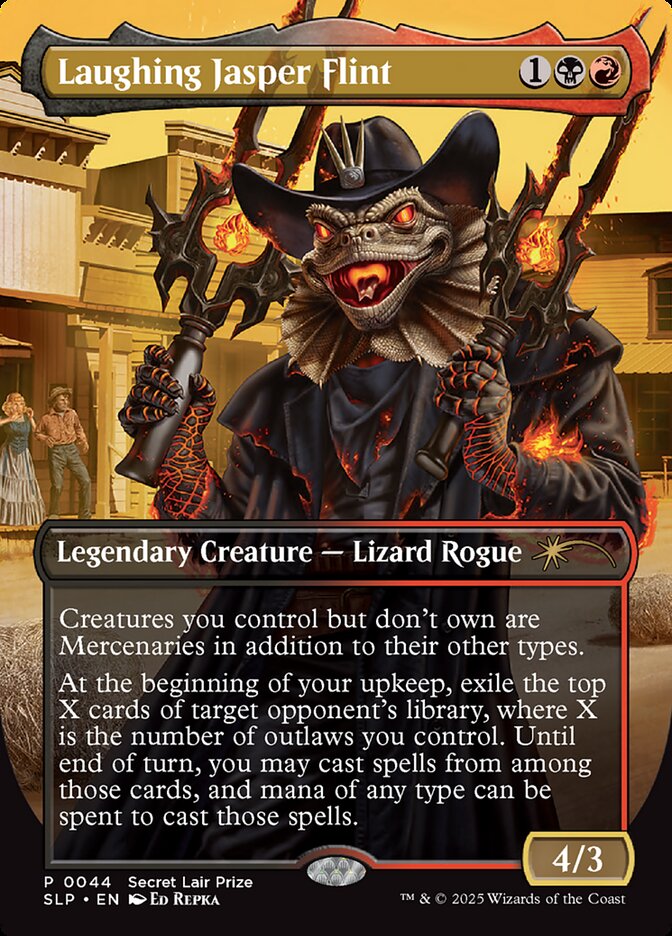 Laughing Jasper Flint
1
Legendary Creature — Lizard Rogue
Creatures you control but don't own are
Mercenaries in addition to their other types.
At the beginning of your upkeep, exile the top
X cards of target opponent's library, where X
is the number of outlaws you control. Until
end of turn, you may cast spells from among
those cards, and mana of any type can be
spent to cast those spells.
4/3
P 0044 Secret Lair Prize
SLP • EN Ed Repka
™ & © 2025 Wizards of the Coast